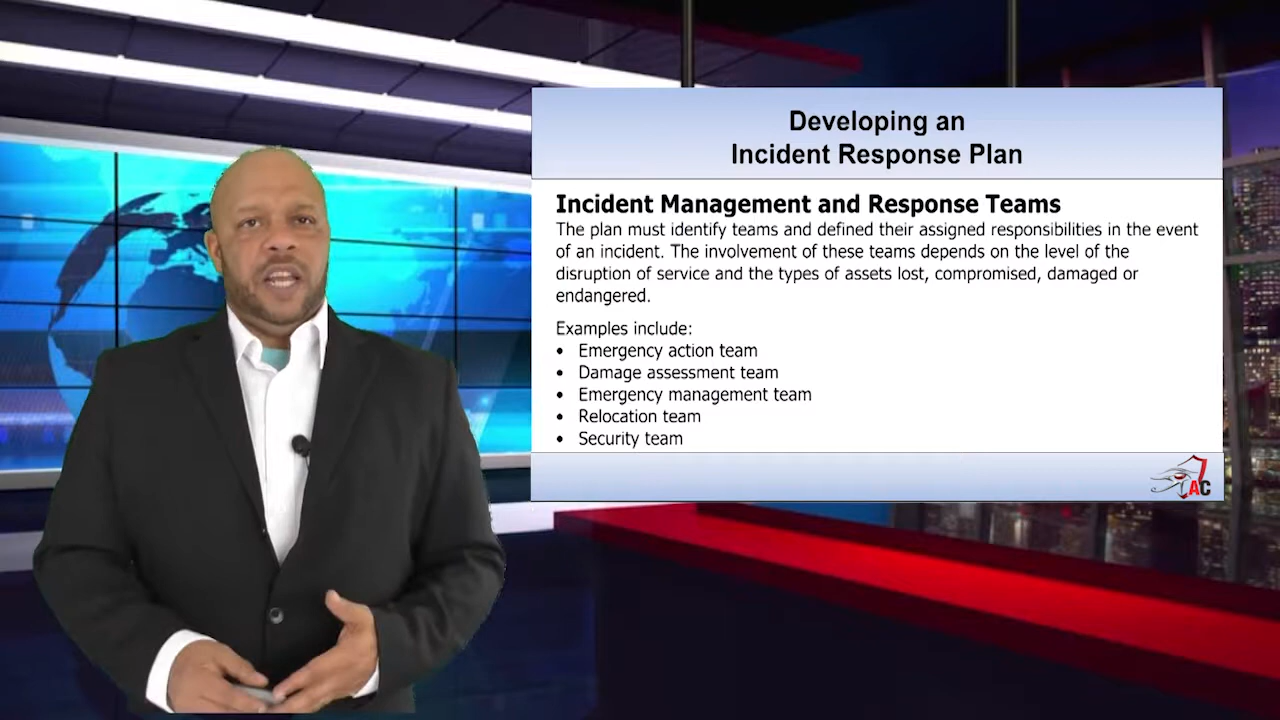 Developing an
Incident Response Plan
Incident Management and Response Teams
The plan must identify teams and defined their assigned responsibilities in the event
of an incident. The involvement of these teams depends on the level of the
disruption of service and the types of assets lost, compromised, damaged or
endangered.
Examples include:
• Emergency action team
• Damage assessment team
• Emergency management team
• Relocation team
• Security team
AC